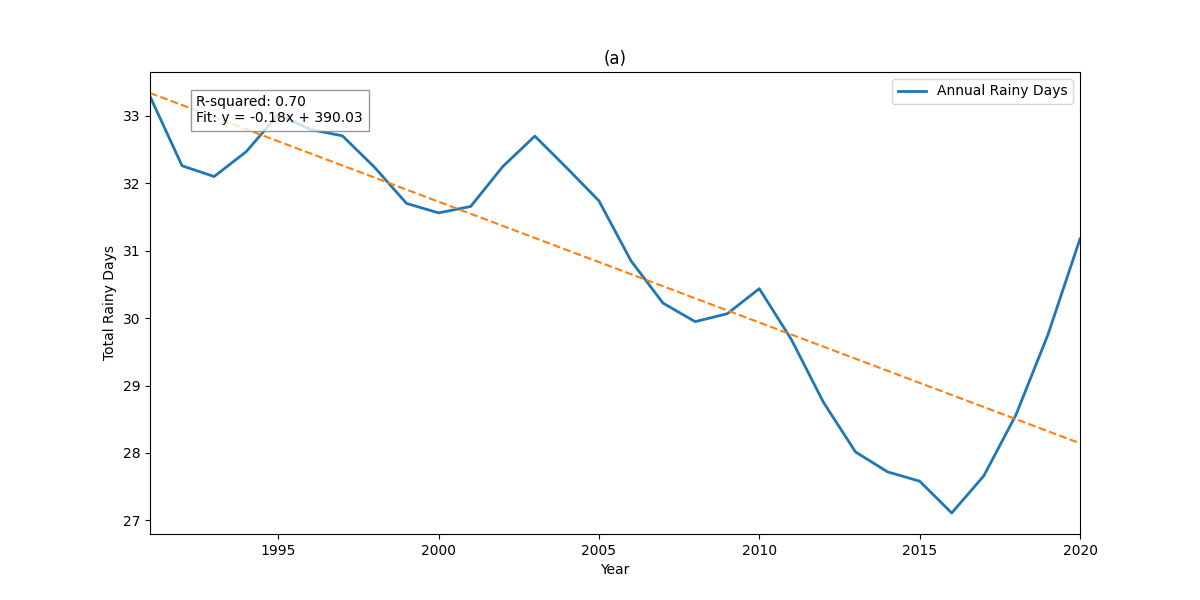 (a)
R-squared: 0.70
Fit: y = -0.18x + 390.03
Annual Rainy Days
Total Rainy Days
33
32
31
30
29
28
27
1995
2000
2005
2010
2015
2020
Year